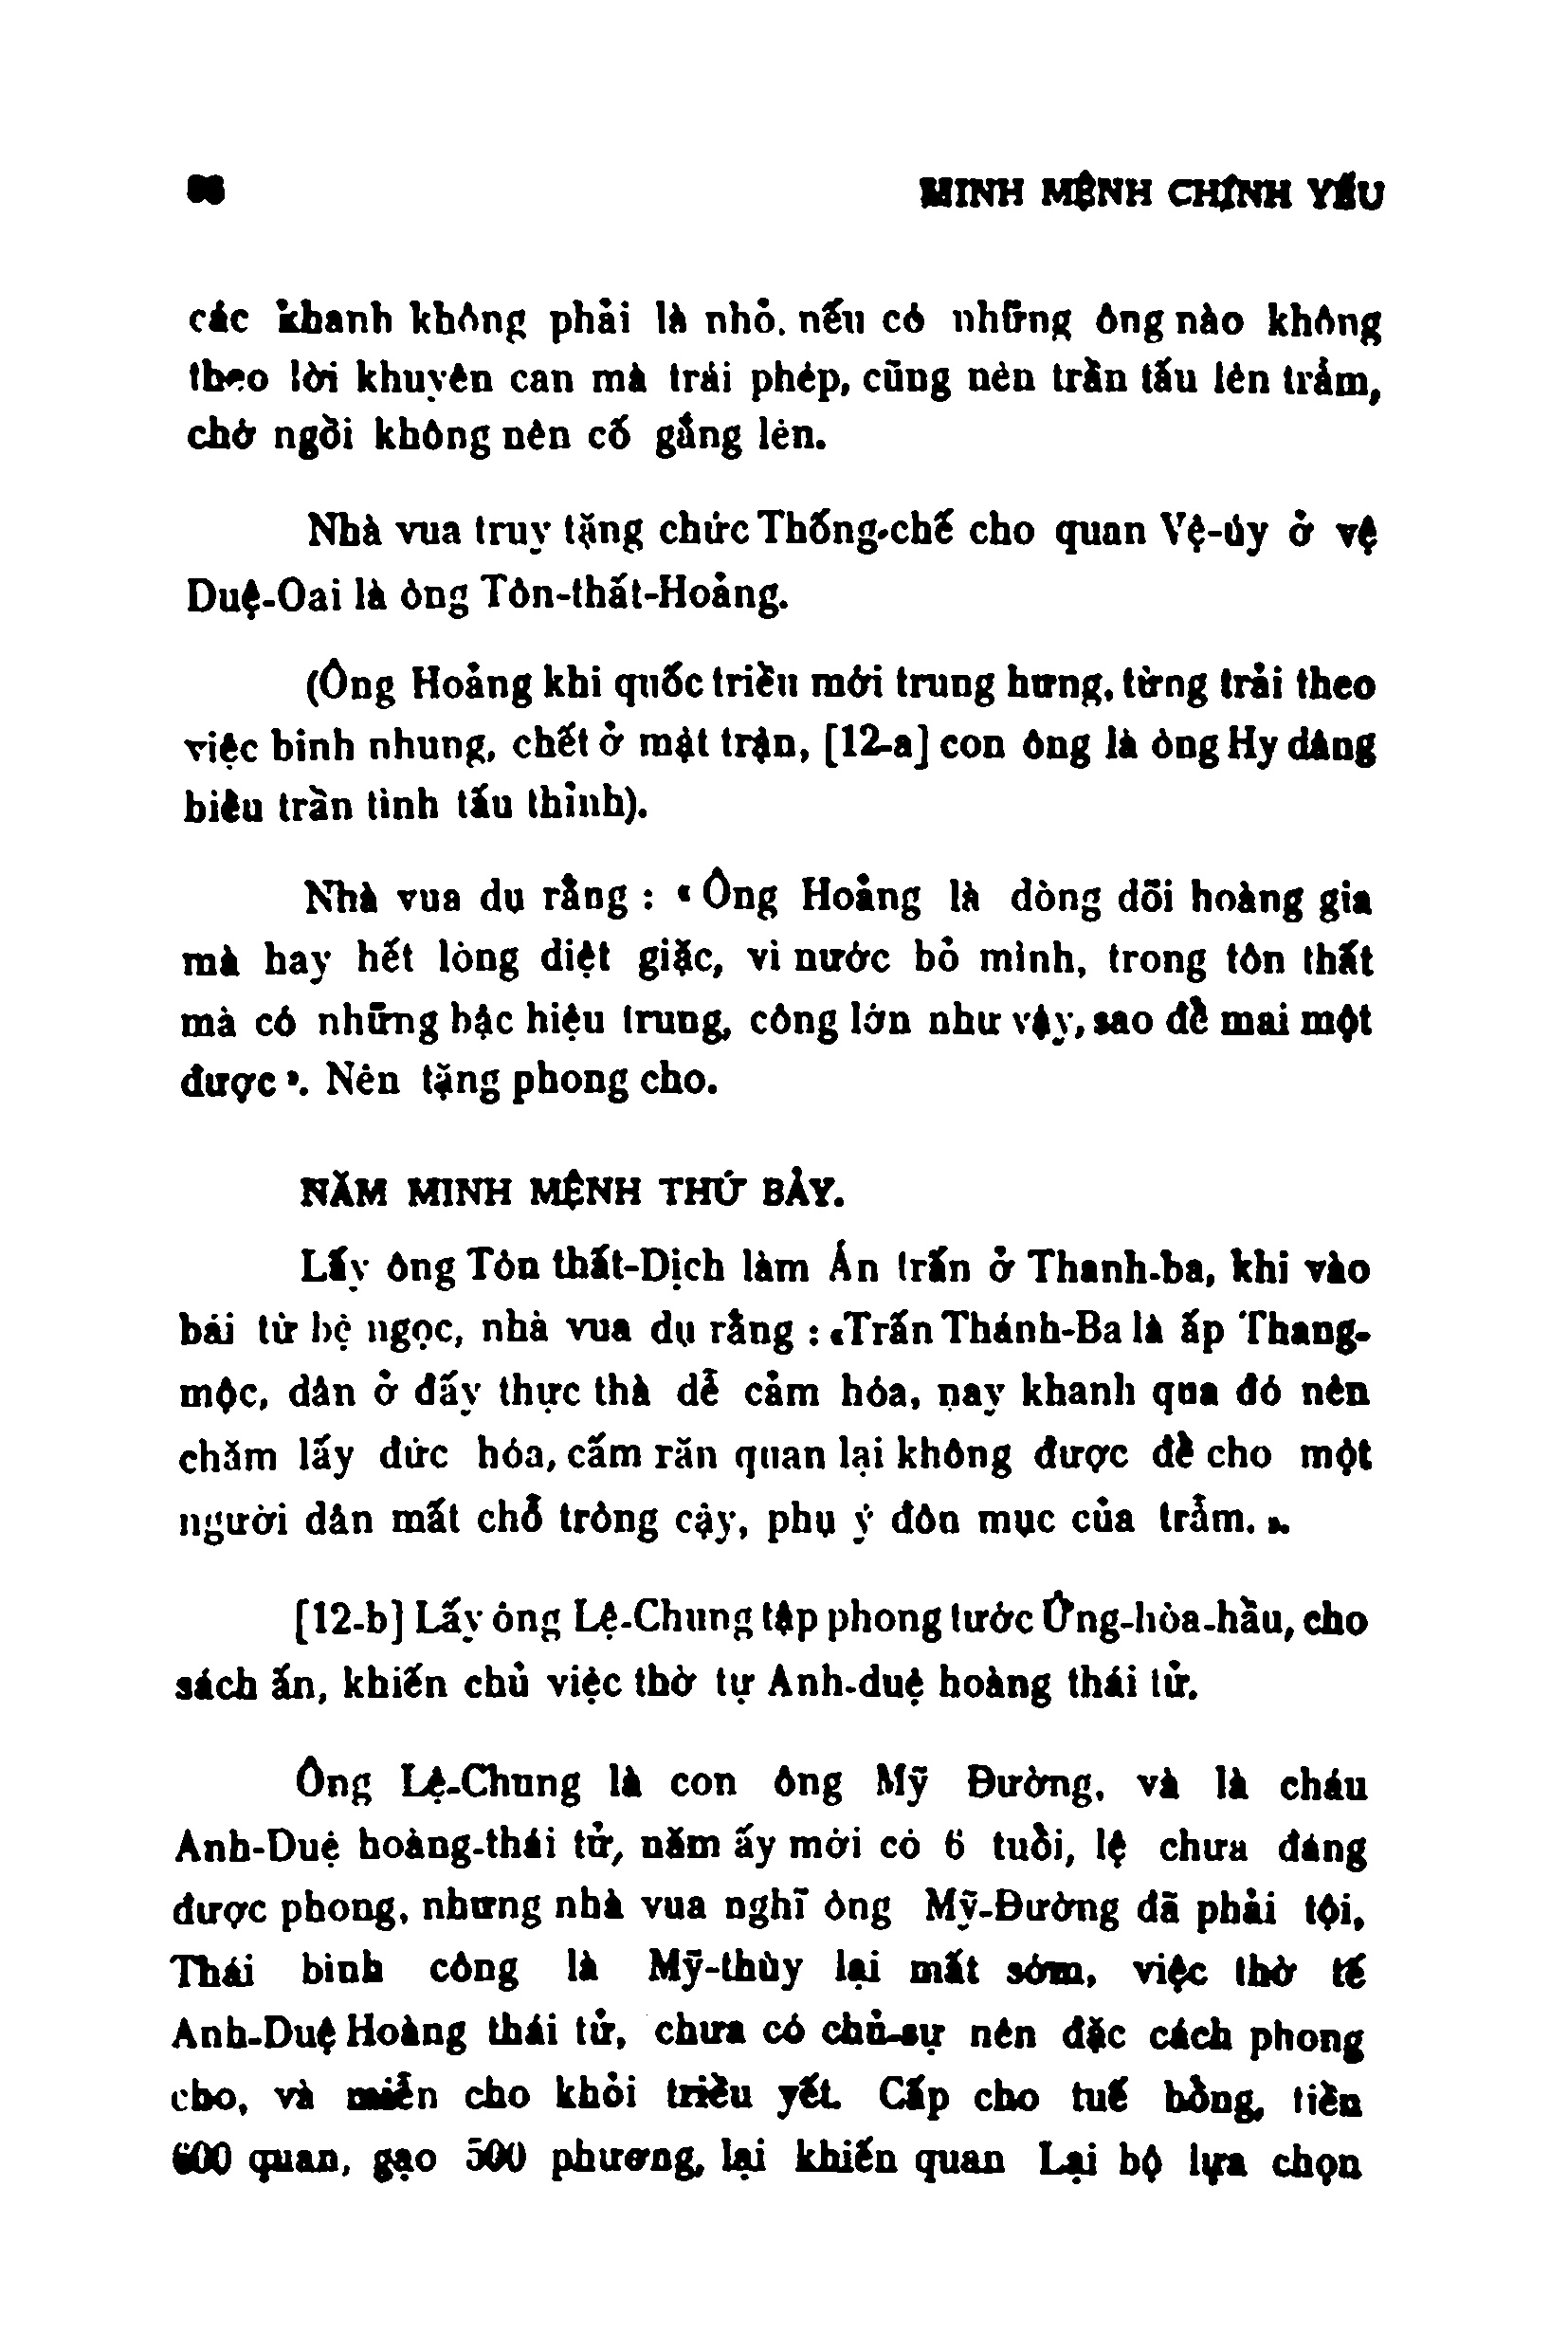 MINH MỆNH CHÍNH YẾU
các khanh không phải là nhỏ. nếu có những ông nào không
theo lời khuyên can mà trái phép, cũng nên trần tấu lên trẫm,
chớ ngồi không nên cố gắng lên.
Nhà vua truy tặng chức Thống-chế cho quan Vệ-úy ở vệ
Duệ-Oai là ông Tôn-thất-Hoảng.
(Ông Hoảng khi quốc triều mới trung hưng, từng trải theo
việc binh nhung, chết ở mặt trận, [12-a] con ông là ông Hy dâng
biểu trần tình tấu thỉnh).
Nhà vua dụ rằng : « Ông Hoảng là dòng dõi hoàng gia
mà hay hết lòng diệt giặc, vì nước bỏ mình, trong tôn thất
mà có những bậc hiệu trung, công lớn như vậy, sao để mai một
được ». Nên tặng phong cho.
NĂM MINH MỆNH THỨ BẢY.
Lấy ông Tôn thất-Dịch làm Án trấn ở Thanh-ba, khi vào
bái từ bệ ngọc, nhà vua dụ rằng : «Trấn Thánh-Ba là ấp Thang-
mộc, dân ở đấy thực thà dễ cảm hóa, nay khanh qua đó nên
chăm lấy đức hóa, cấm răn quan lại không được để cho một
người dân mất chỗ trông cậy, phụ ý đôn mục của trẫm. ».
[12-b] Lấy ông Lệ-Chung tập phong tước Ứng-hòa-hầu, cho
sách ấn, khiến chủ việc thờ tự Anh-duệ hoàng thái tử.
Ông Lệ-Chung là con ông Mỹ Đường, và là cháu
Anh-Duệ hoàng-thái tử, năm ấy mới có 6 tuổi, lệ chưa đáng
được phong, nhưng nhà vua nghĩ ông Mỹ-Đường đã phải tội,
Thái bình công là Mỹ-thùy lại mất sớm, việc thờ tế
Anh-Duệ Hoàng thái tử, chưa có chủ-sự nên đặc cách phong
cho, và miễn cho khỏi triều yết. Cấp cho tuế bổng, tiền
600 quan, gạo 500 phương, lại khiến quan Lại bộ lựa chọn